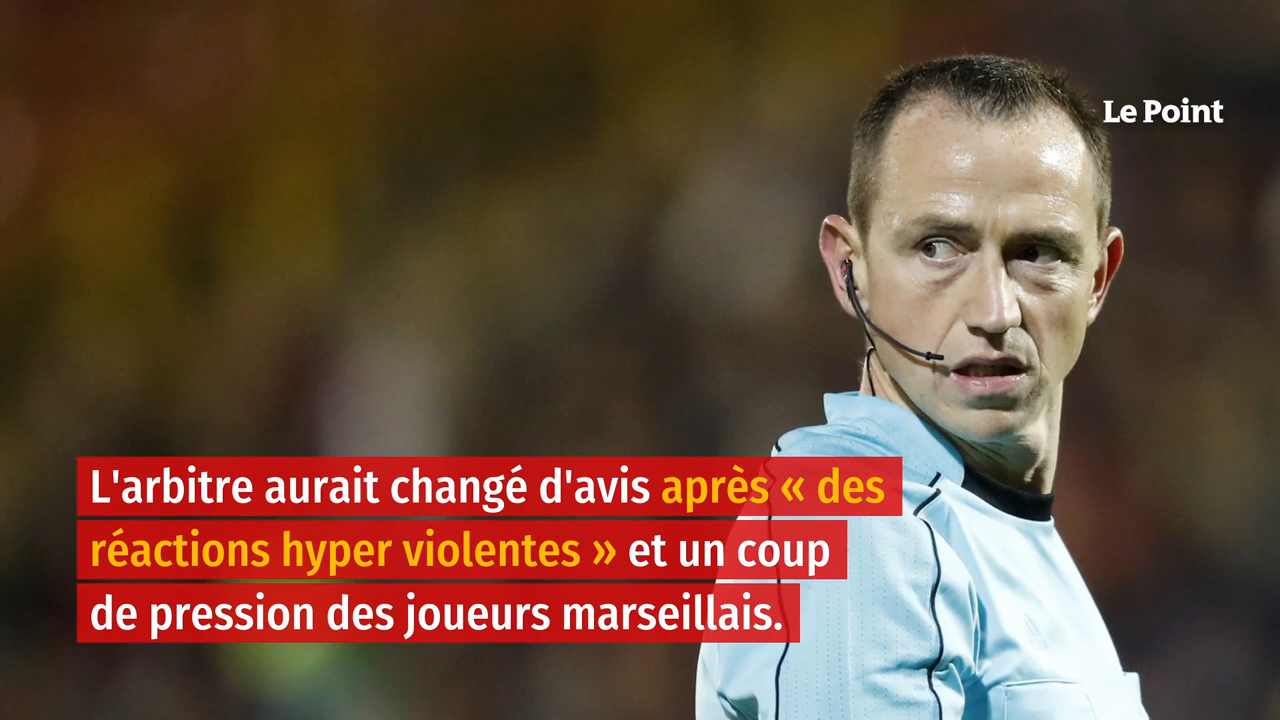 Le Point
L'arbitre aurait changé d'avis après « des
réactions hyper violentes » et un coup
de pression des joueurs marseillais.